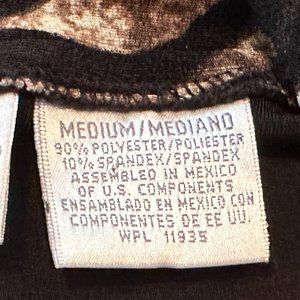 MEDIUM/MEDIANO
90% POLYESTER/POLIESTER
10% SPANDEX/SPANDEX
ASSEMBLED IN MEXICO
OF U.S. COMPONENTS
ENSAMBLADO EN MEXICO CON
COMPONENTES DE EE UU.
WPL 11935